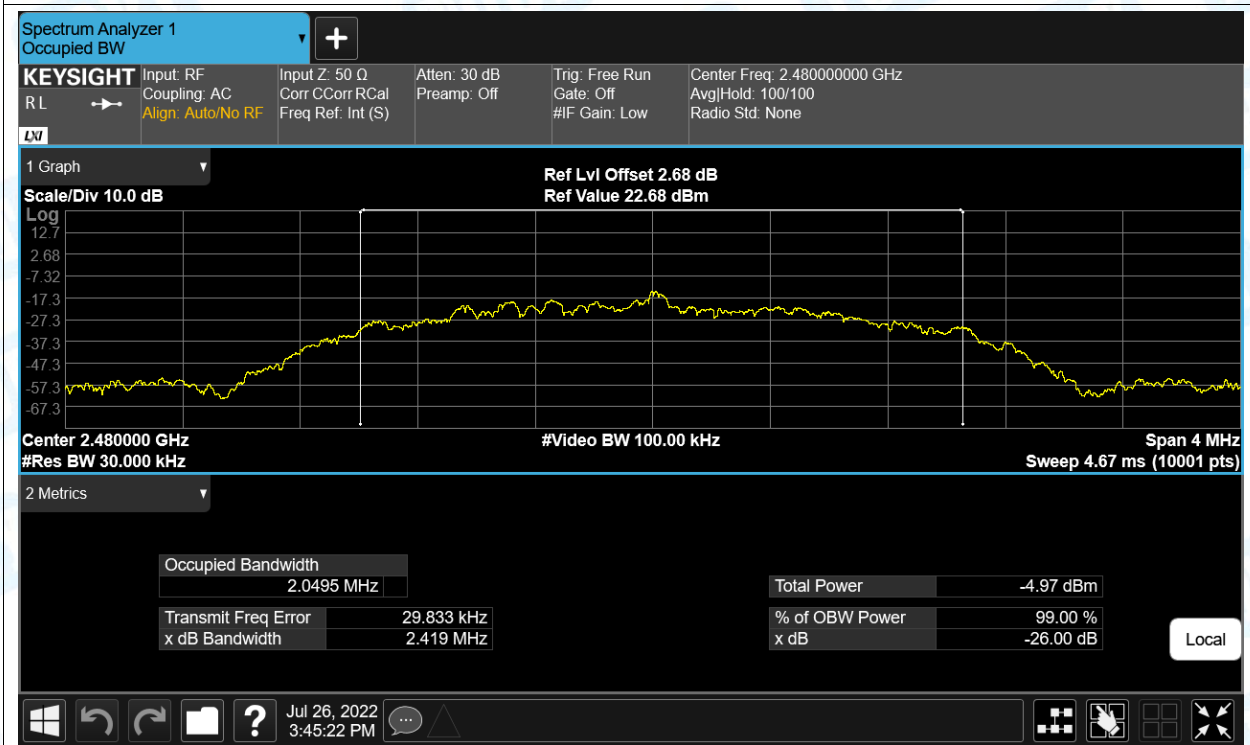 Spectrum Analyzer 1
Occupied BW
KEYSIGHT
R L
LXI
Input: RF
Coupling: AC
Align: Auto/No RF
Input Z: 50 Ω
Corr CCorr RCal
Freq Ref: Int (S)
Atten: 30 dB
Preamp: Off
Trig: Free Run
Gate: Off
#IF Gain: Low
Center Freq: 2.480000000 GHz
Avg|Hold: 100/100
Radio Std: None
1 Graph
Scale/Div 10.0 dB
Ref Lvl Offset 2.68 dB
Ref Value 22.68 dBm
Log
12.7
2.68
-7.32
-17.3
-27.3
-37.3
-47.3
-57.3
-67.3
Center 2.480000 GHz
#Res BW 30.000 kHz
#Video BW 100.00 kHz
Span 4 MHz
Sweep 4.67 ms (10001 pts)
2 Metrics
Occupied Bandwidth
2.0495 MHz
Transmit Freq Error 29.833 kHz
x dB Bandwidth 2.419 MHz
Total Power -4.97 dBm
% of OBW Power 99.00 %
x dB -26.00 dB
Local
?
Jul 26, 2022
3:45:22 PM